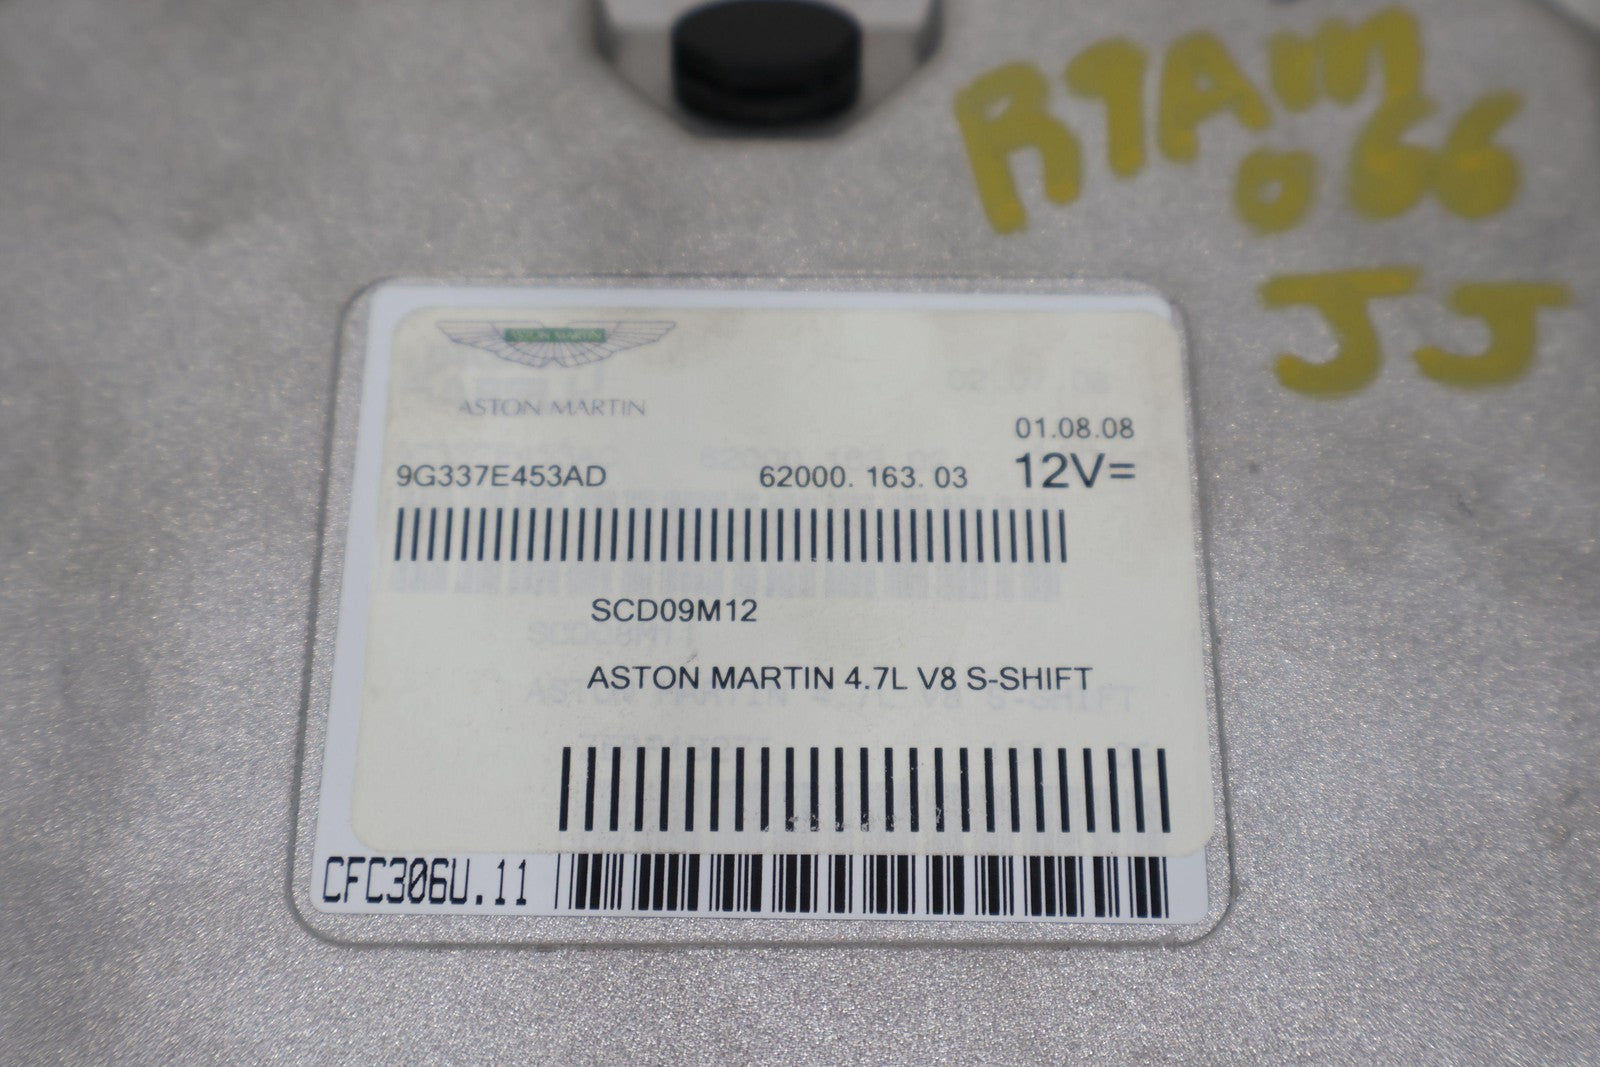 R9Am
066
JJ
ASTON MARTIN
ASTON MARTIN
01.08.08
9G337E453AD 62000. 163. 03 12V=
SCD09M12
ASTON MARTIN 4.7L V8 S-SHIFT
CFC306U.11